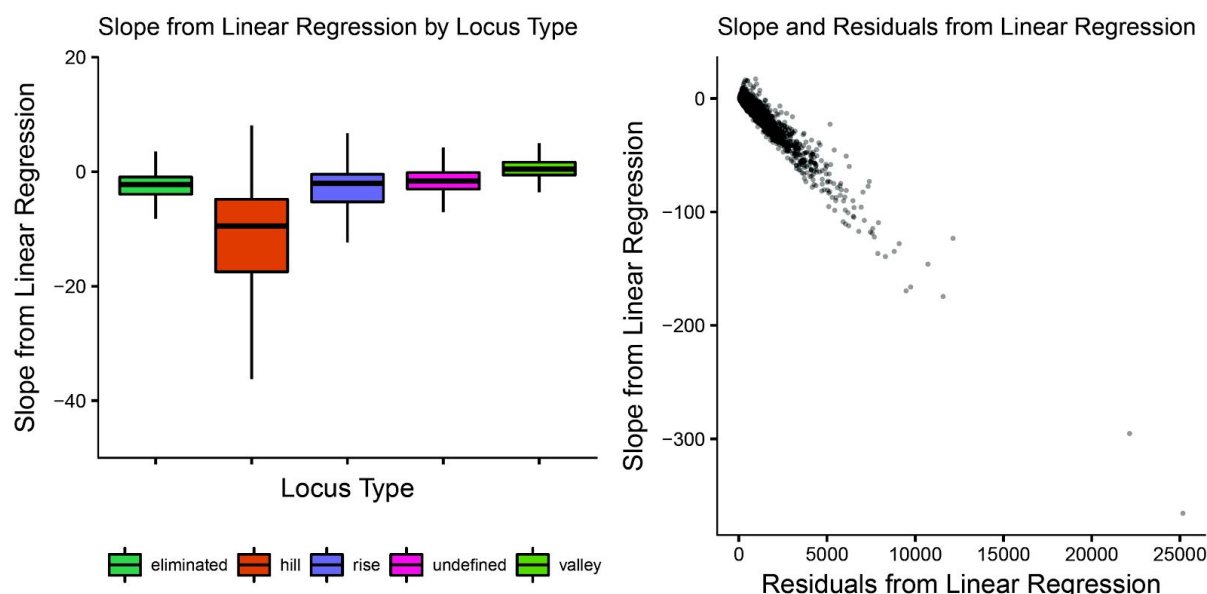 Slope from Linear Regression by Locus Type
Slope from Linear Regression
20
0
−20
−40
Locus Type
eliminated hill rise undefined valley
Slope and Residuals from Linear Regression
Slope from Linear Regression
0
−100
−200
−300
0 5000 10000 15000 20000 25000
Residuals from Linear Regression